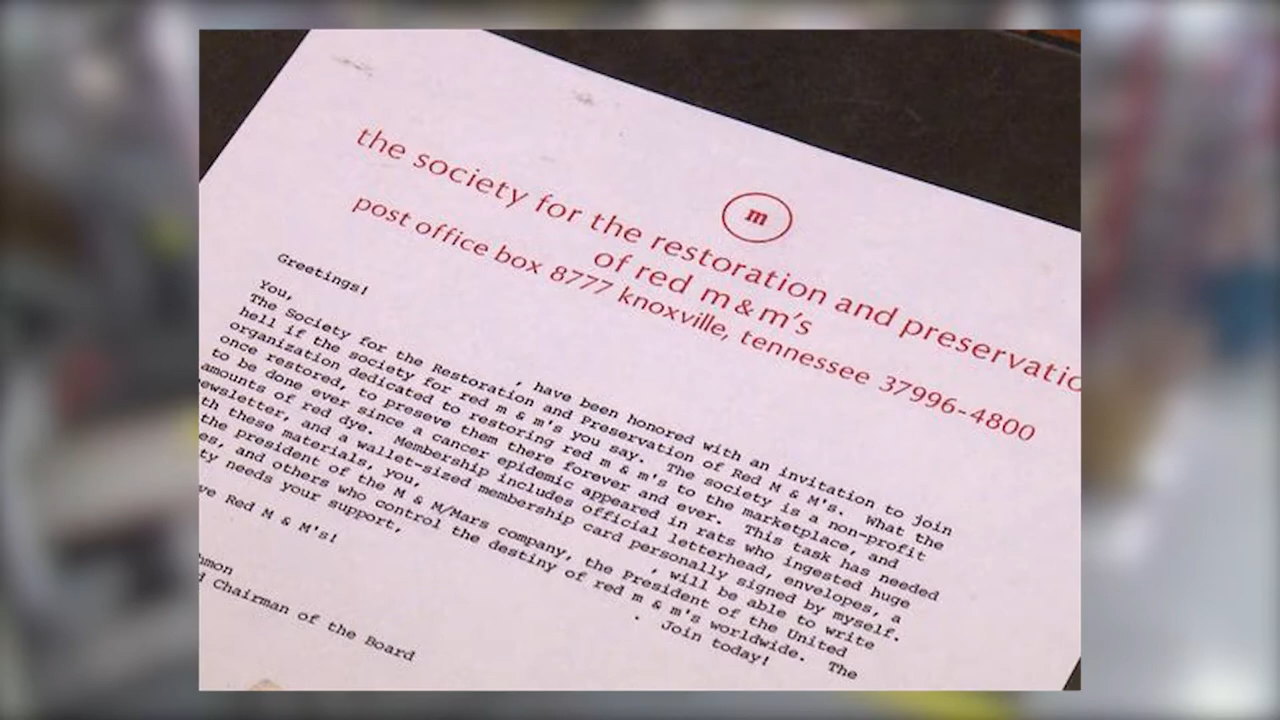 m
the society for the restoration and preservatio
of red m&m's
post office box 8777 knoxville, tennessee 37996-4800
Greetings!
You, , have been honored with an invitation to join
The Society for the Restoration and Preservation of Red M & M's. What the
hell if the society for red m & m's you say. The society is a non-profit
organization dedicated to restoring red m & m's to the marketplace, and
once restored, to preseve them there forever and ever. This task has needed
to be done ever since a cancer epidemic appeared in rats who ingested huge
amounts of red dye. Membership includes official letterhead, envelopes, a
ewsletter, and a wallet-sized membership card personally signed by myself.
th these materials, you, , will be able to write
the president of the M & M/Mars company, the President of the United
es, and others who control the destiny of red m & m's worldwide. The
ty needs your support, . Join today!
ve Red M & M's!
hmon
d Chairman of the Board